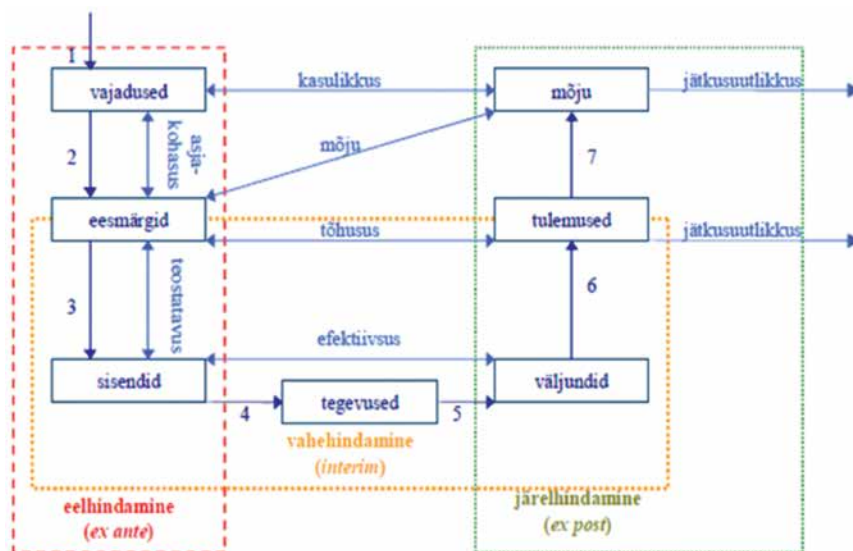 1
vajadused
kasulikkus
mõju
jätkusuutlikkus
2
asja-
kohasus
mõju
7
eesmärgid
tõhusus
tulemused
jätkusuutlikkus
3
teostatavus
6
efektiivsus
sisendid
väljundid
4
tegevused
5
vahehindamine
(interim)
eelhindamine
(ex ante)
järelhindamine
(ex post)